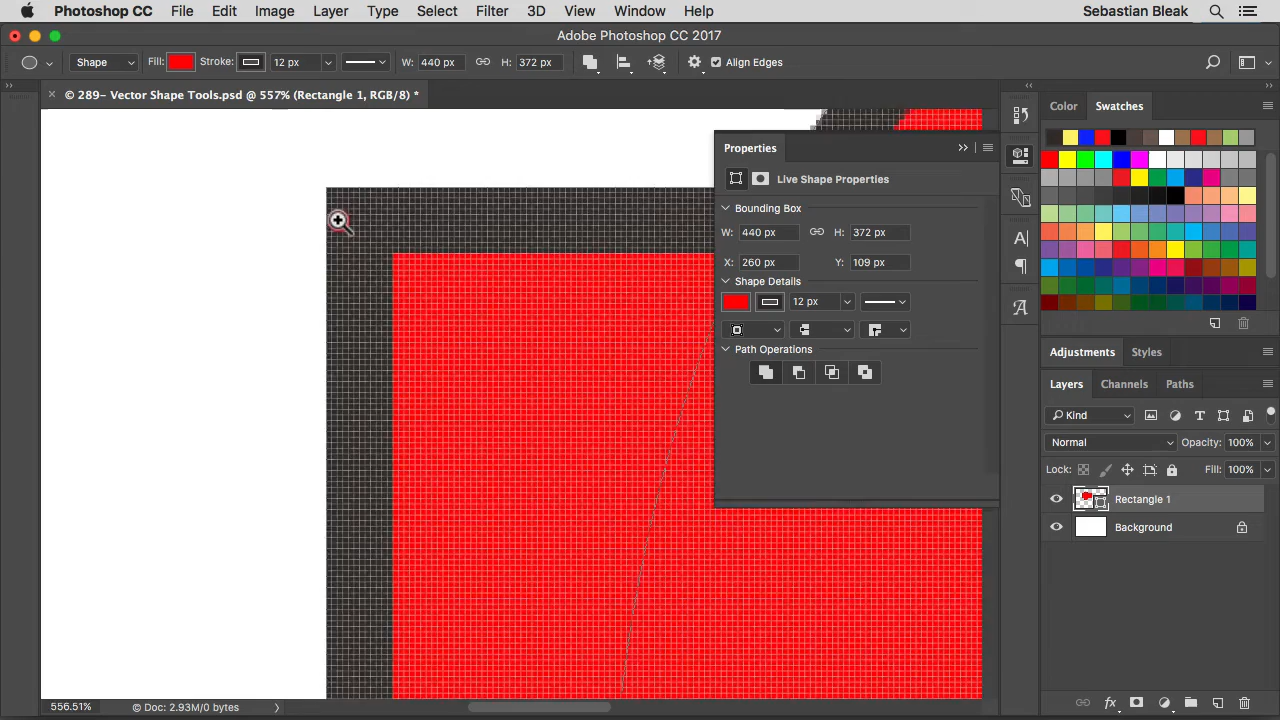 Photoshop CC File Edit Image Layer Type Select Filter 3D View Window Help Sebastian Bleak
Adobe Photoshop CC 2017
Shape Fill: Stroke: 12 px W: 440 px H: 372 px Align Edges
© 289– Vector Shape Tools.psd @ 557% (Rectangle 1, RGB/8) *
Color Swatches
Properties
Live Shape Properties
Bounding Box
W: 440 px H: 372 px
X: 260 px Y: 109 px
Shape Details
12 px
Path Operations
Adjustments Styles
Layers Channels Paths
Kind
Normal Opacity: 100%
Lock: Fill: 100%
Rectangle 1
Background
556.51% © Doc: 2.93M/0 bytes